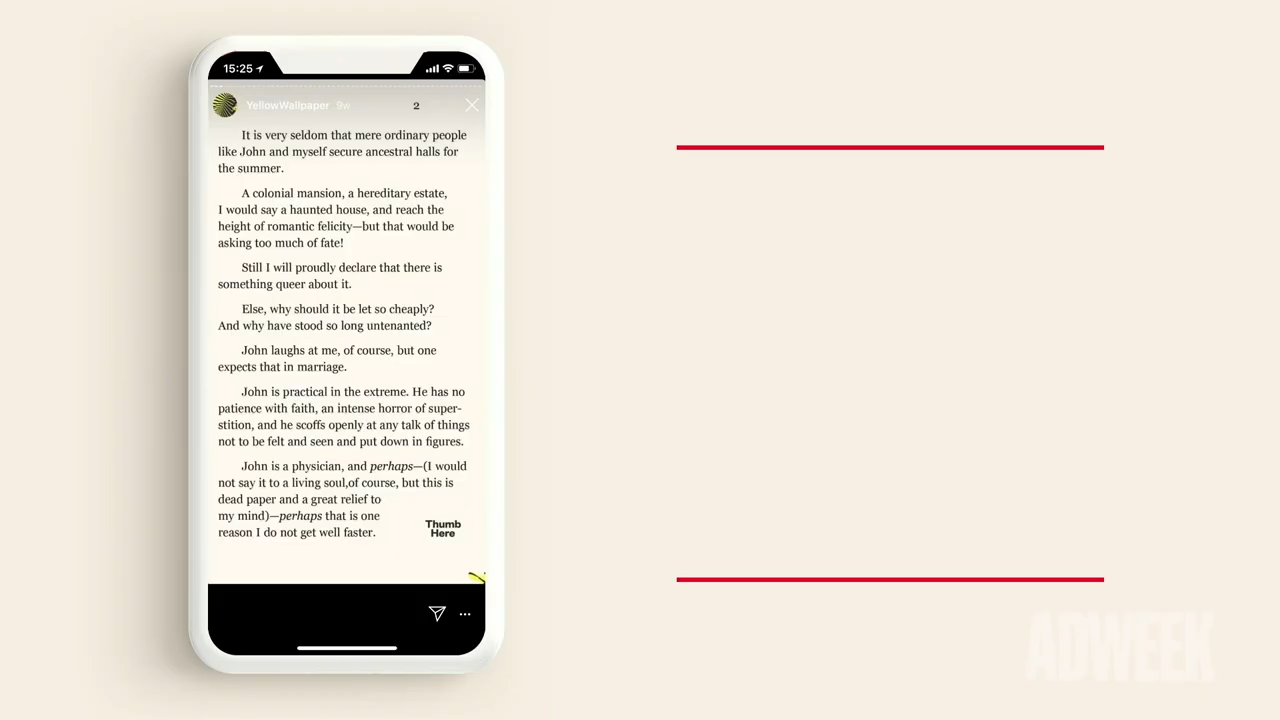 15:25
YellowWallpaper 9w
2
It is very seldom that mere ordinary people
like John and myself secure ancestral halls for
the summer.
A colonial mansion, a hereditary estate,
I would say a haunted house, and reach the
height of romantic felicity—but that would be
asking too much of fate!
Still I will proudly declare that there is
something queer about it.
Else, why should it be let so cheaply?
And why have stood so long untenanted?
John laughs at me, of course, but one
expects that in marriage.
John is practical in the extreme. He has no
patience with faith, an intense horror of super-
stition, and he scoffs openly at any talk of things
not to be felt and seen and put down in figures.
John is a physician, and perhaps—(I would
not say it to a living soul,of course, but this is
dead paper and a great relief to
my mind)—perhaps that is one
reason I do not get well faster.
Thumb
Here
ADWEEK